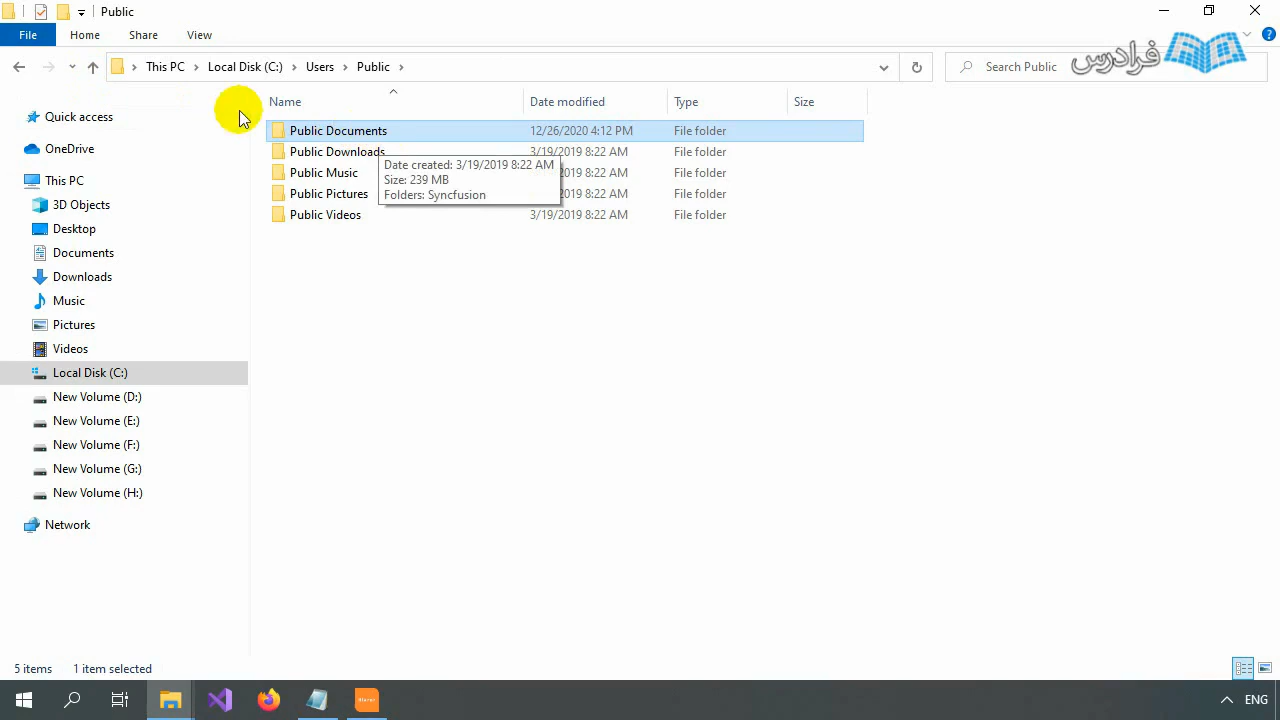 Public
File Home Share View
فرادرس
This PC Local Disk (C:) Users Public
Search Public
Name Date modified Type Size
Quick access
OneDrive
This PC
3D Objects
Desktop
Documents
Downloads
Music
Pictures
Videos
Local Disk (C:)
New Volume (D:)
New Volume (E:)
New Volume (F:)
New Volume (G:)
New Volume (H:)
Network
Public Documents 12/26/2020 4:12 PM File folder
Public Downloads 3/19/2019 8:22 AM File folder
Public Music 3/19/2019 8:22 AM File folder
Public Pictures 3/19/2019 8:22 AM File folder
Public Videos 3/19/2019 8:22 AM File folder
Date created: 3/19/2019 8:22 AM
Size: 239 MB
Folders: Syncfusion
5 items 1 item selected
ENG